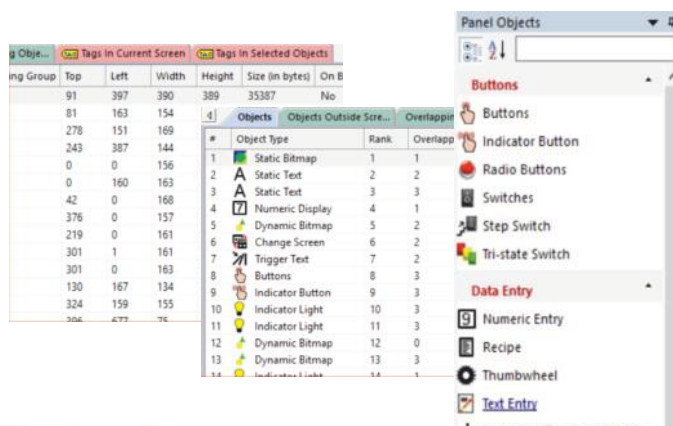 Panel Objects
Buttons
Buttons
Indicator Button
Radio Buttons
Switches
Step Switch
Tri-state Switch
Data Entry
Numeric Entry
Recipe
Thumbwheel
Text Entry
g Obje... Tags In Current Screen Tags In Selected Objects
ing Group Top Left Width Height Size (in bytes) On B
91 397 390 389 35387 No
81 163 154
278 151 169
243 387 144
0 0 156
0 160 163
42 0 168
376 0 157
219 0 161
301 1 161
301 0 163
130 167 134
324 159 155
Objects Objects Outside Scre... Overlappin
# Object Type Rank Overlapp
1 Static Bitmap 1 1
2 Static Text 2 2
3 Static Text 3 3
4 Numeric Display 4 1
5 Dynamic Bitmap 5 2
6 Change Screen 6 2
7 Trigger Text 7 2
8 Buttons 8 3
9 Indicator Button 9 3
10 Indicator Light 10 3
11 Indicator Light 11 3
12 Dynamic Bitmap 12 0
13 Dynamic Bitmap 13 3